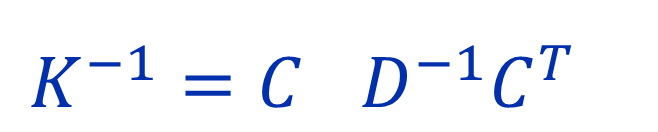 K⁻¹ = C D⁻¹Cᵀ